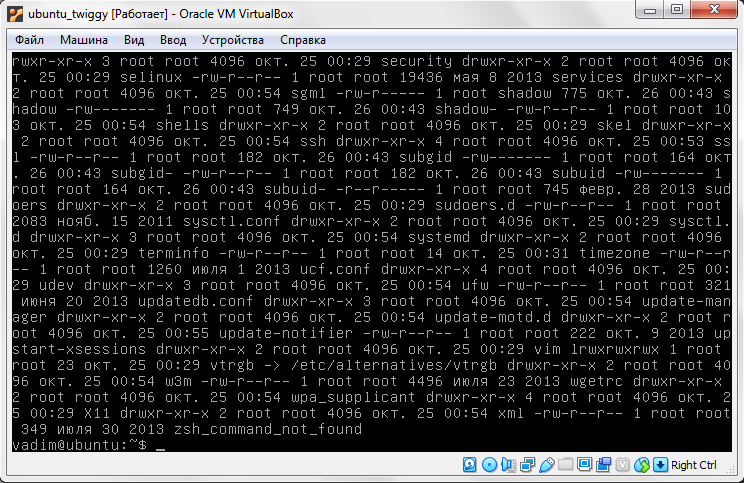 ubuntu_twiggy [Работает] - Oracle VM VirtualBox
Файл Машина Вид Ввод Устройства Справка
rwxr-xr-x 3 root root 4096 окт. 25 00:29 security drwxr-xr-x 2 root root 4096 ок
т. 25 00:29 selinux -rw-r--r-- 1 root root 19436 мая 8 2013 services drwxr-xr-x
2 root root 4096 окт. 25 00:54 sgml -rw-r----- 1 root shadow 775 окт. 26 00:43 s
hadow -rw------- 1 root root 749 окт. 26 00:43 shadow- -rw-r--r-- 1 root root 10
3 окт. 25 00:54 shells drwxr-xr-x 2 root root 4096 окт. 25 00:29 skel drwxr-xr-x
2 root root 4096 окт. 25 00:54 ssh drwxr-xr-x 4 root root 4096 окт. 25 00:53 ss
l -rw-r--r-- 1 root root 182 окт. 26 00:43 subgid -rw------- 1 root root 164 окт
. 26 00:43 subgid- -rw-r--r-- 1 root root 182 окт. 26 00:43 subuid -rw------- 1
root root 164 окт. 26 00:43 subuid- -r--r----- 1 root root 745 февр. 28 2013 sud
oers drwxr-xr-x 2 root root 4096 окт. 25 00:29 sudoers.d -rw-r--r-- 1 root root
2083 нояб. 15 2011 sysctl.conf drwxr-xr-x 2 root root 4096 окт. 25 00:29 sysctl.
d drwxr-xr-x 3 root root 4096 окт. 25 00:54 systemd drwxr-xr-x 2 root root 4096
окт. 25 00:29 terminfo -rw-r--r-- 1 root root 14 окт. 25 00:31 timezone -rw-r--r
-- 1 root root 1260 июля 1 2013 ucf.conf drwxr-xr-x 4 root root 4096 окт. 25 00:
29 udev drwxr-xr-x 3 root root 4096 окт. 25 00:54 ufw -rw-r--r-- 1 root root 321
июня 20 2013 updatedb.conf drwxr-xr-x 3 root root 4096 окт. 25 00:54 update-man
ager drwxr-xr-x 2 root root 4096 окт. 25 00:54 update-motd.d drwxr-xr-x 2 root r
oot 4096 окт. 25 00:55 update-notifier -rw-r--r-- 1 root root 222 окт. 9 2013 up
start-xsessions drwxr-xr-x 2 root root 4096 окт. 25 00:29 vim lrwxrwxrwx 1 root
root 23 окт. 25 00:29 vtrgb -> /etc/alternatives/vtrgb drwxr-xr-x 2 root root 40
96 окт. 25 00:54 w3m -rw-r--r-- 1 root root 4496 июля 23 2013 wgetrc drwxr-xr-x
2 root root 4096 окт. 25 00:54 wpa_supplicant drwxr-xr-x 4 root root 4096 окт. 2
5 00:29 X11 drwxr-xr-x 2 root root 4096 окт. 25 00:54 xml -rw-r--r-- 1 root root
349 июля 30 2013 zsh_command_not_found
vadim@ubuntu:~$ _
Right Ctrl